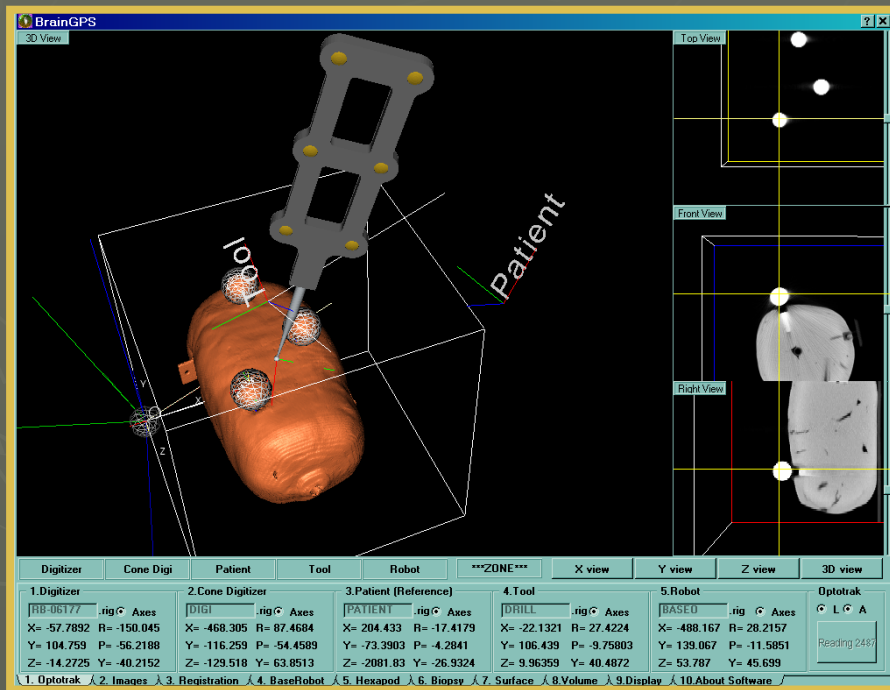 BrainGPS
3D View
Top View
Tool
Patient
Front View
Right View
Y
X
Z
Digitizer Cone Digi Patient Tool Robot ***ZONE*** X view Y view Z view 3D view
1.Digitizer 2.Cone Digitizer 3.Patient (Reference) 4.Tool 5.Robot Optotrak
RB-06177 .rig Axes DIGI .rig Axes PATIENT .rig Axes DRILL .rig Axes BASEO .rig Axes L A
X= -57.7892 R= -150.045 X= -468.305 R= 87.4684 X= 204.433 R= -17.4179 X= -22.1321 R= 27.4224 X= -488.167 R= 28.2157
Y= 104.759 P= -56.2188 Y= -116.259 P= -54.4589 Y= -73.3903 P= -4.2841 Y= 106.439 P= -9.75803 Y= 139.067 P= -11.5851 Reading 2487
Z= -14.2725 Y= -40.2152 Z= -129.518 Y= 63.8513 Z= -2081.83 Y= -26.9324 Z= 9.96359 Y= 40.4872 Z= 53.787 Y= 45.699
1. Optotrak 2. Images 3. Registration 4. BaseRobot 5. Hexapod 6. Biopsy 7. Surface 8.Volume 9.Display 10.About Software